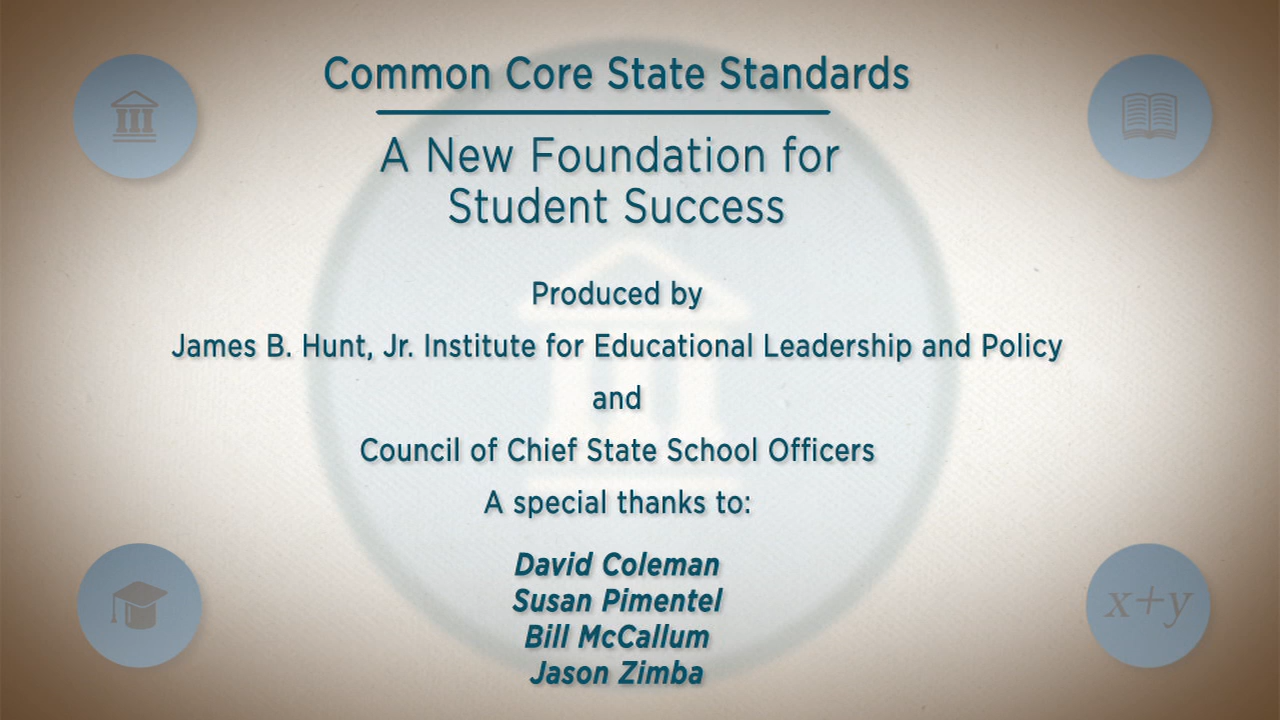 Common Core State Standards
A New Foundation for
Student Success
Produced by
James B. Hunt, Jr. Institute for Educational Leadership and Policy
and
Council of Chief State School Officers
A special thanks to:
David Coleman
Susan Pimentel
Bill McCallum
Jason Zimba
x+y